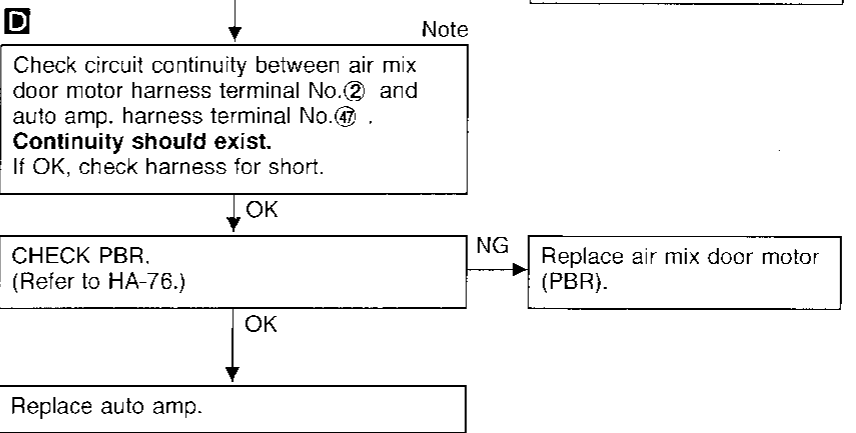 D
Note
Check circuit continuity between air mix
door motor harness terminal No.② and
auto amp. harness terminal No.㊼ .
Continuity should exist.
If OK, check harness for short.
OK
CHECK PBR.
(Refer to HA-76.)
NG
Replace air mix door motor
(PBR).
OK
Replace auto amp.